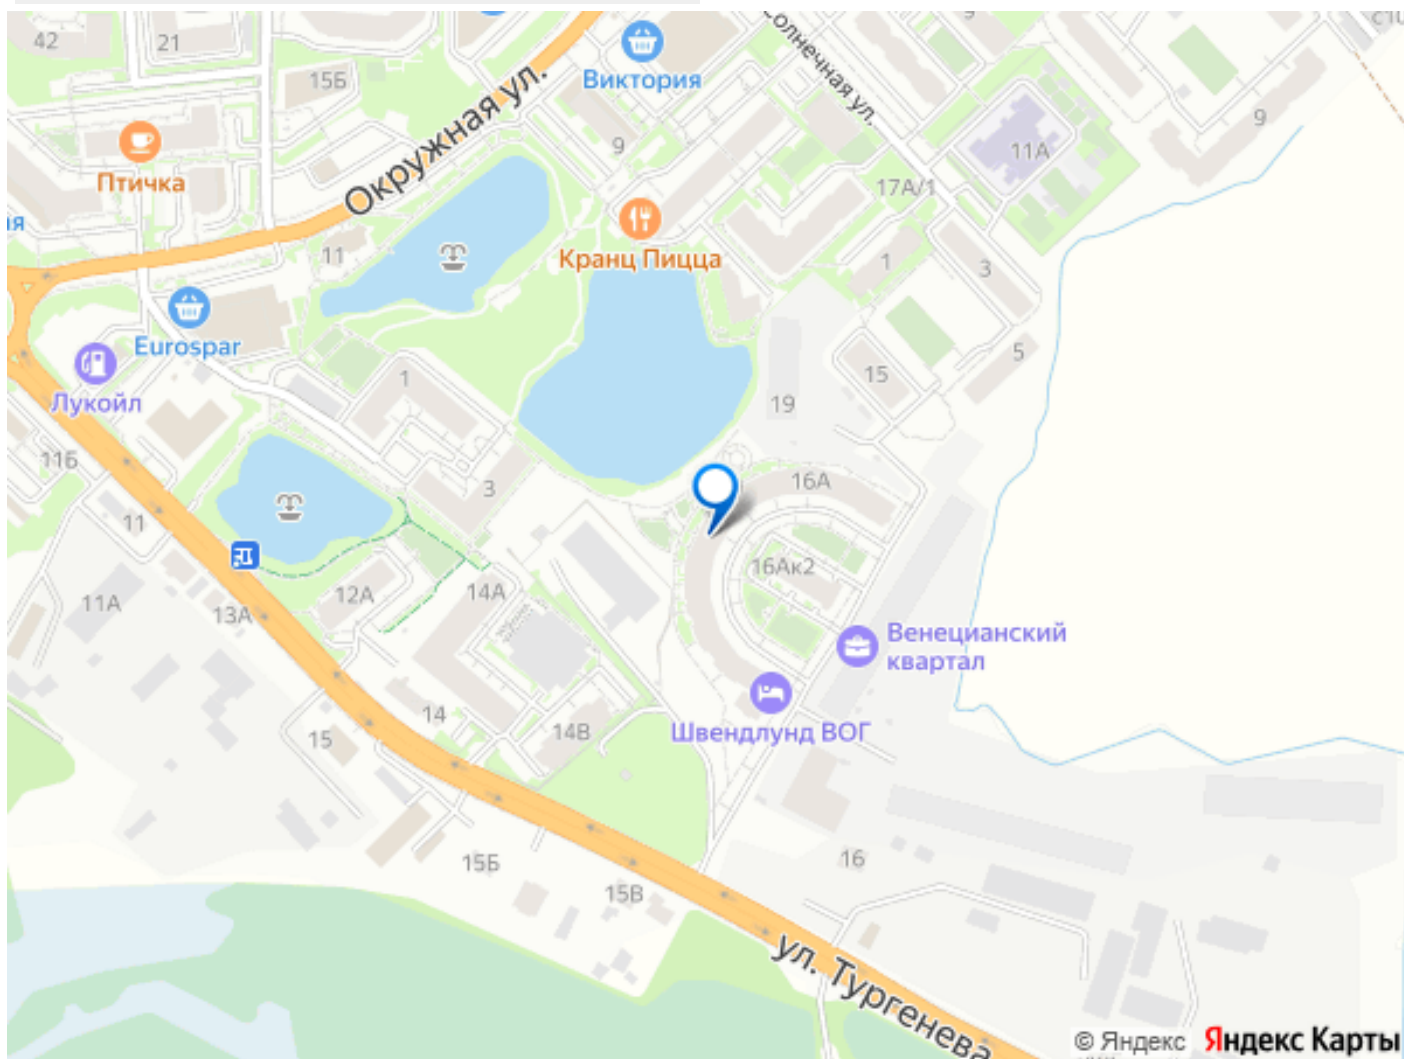 42
21
15Б
Окружная ул.
Виктория
Солнечная ул.
9
11А
9
Птичка
9
17А/1
ая
11
Кранц Пицца
1
3
Eurospar
Лукойл
1
15
5
19
11Б
3
16А
11
16Ак2
11А
13А
12А
14А
Венецианский
квартал
14
15
14В
Швендлунд ВОГ
15Б
15В
16
ул. Тургенева
© Яндекс
Яндекс Карты